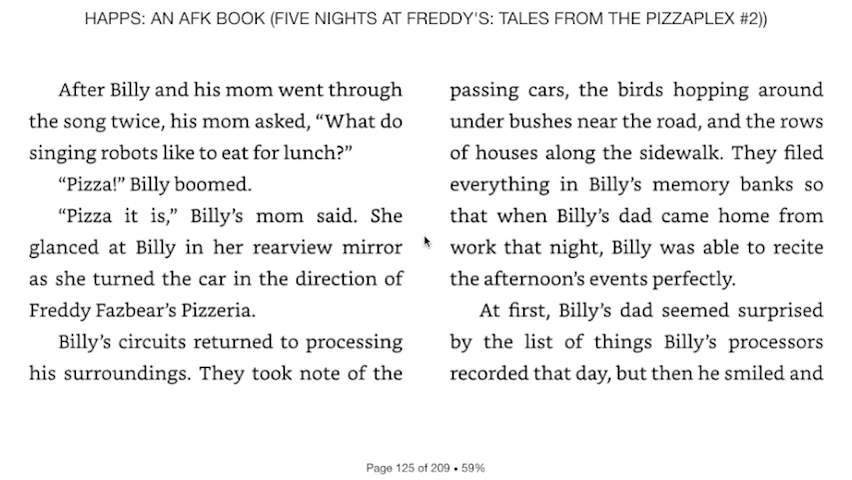 HAPPS: AN AFK BOOK (FIVE NIGHTS AT FREDDY'S: TALES FROM THE PIZZAPLEX #2))
After Billy and his mom went through
the song twice, his mom asked, “What do
singing robots like to eat for lunch?”
“Pizza!” Billy boomed.
“Pizza it is,” Billy’s mom said. She
glanced at Billy in her rearview mirror
as she turned the car in the direction of
Freddy Fazbear’s Pizzeria.
Billy’s circuits returned to processing
his surroundings. They took note of the
passing cars, the birds hopping around
under bushes near the road, and the rows
of houses along the sidewalk. They filed
everything in Billy’s memory banks so
that when Billy’s dad came home from
work that night, Billy was able to recite
the afternoon’s events perfectly.
At first, Billy’s dad seemed surprised
by the list of things Billy’s processors
recorded that day, but then he smiled and
Page 125 of 209 • 59%